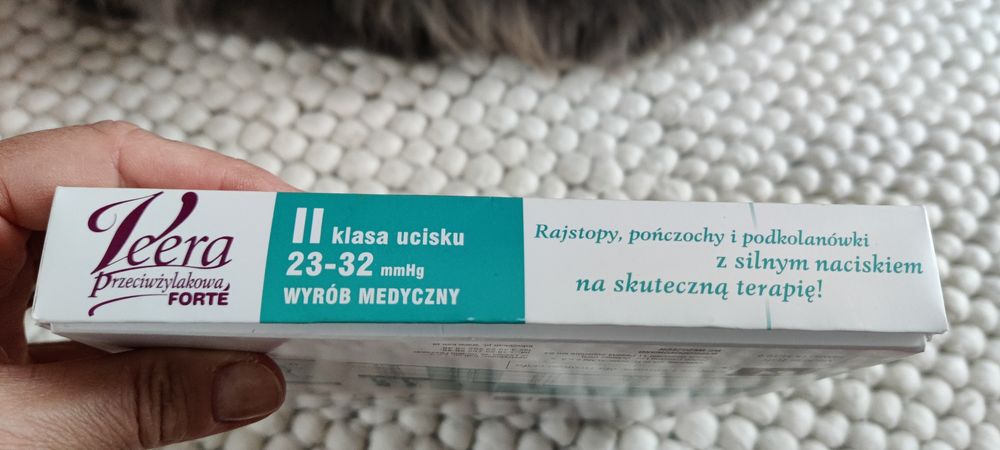 Veera
Przeciwżylakowa
FORTE
II klasa ucisku
23-32 mmHg
WYRÓB MEDYCZNY
Rajstopy, pończochy i podkolanówki
z silnym naciskiem
na skuteczną terapię!